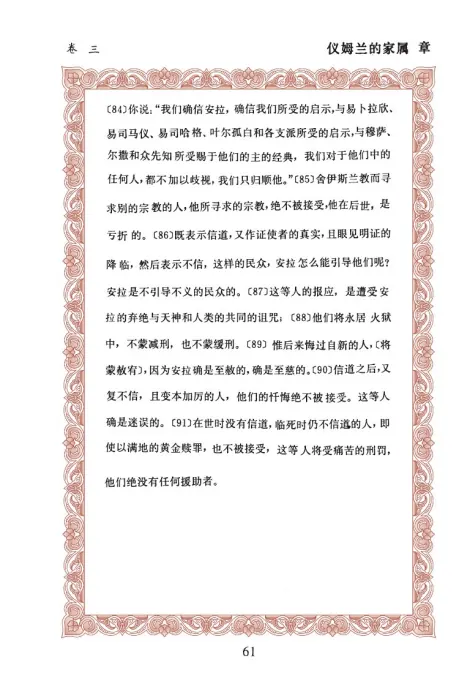 卷 三
仪姆兰的家属 章
〔84〕你说：“我们确信安拉，确信我们所受的启示，与易卜拉欣、
易司马仪、易司哈格、叶尔孤白和各支派所受的启示，与穆萨、
尔撒和众先知所受赐于他们的主的经典，我们对于他们中的
任何人，都不加以歧视，我们只归顺他。”〔85〕舍伊斯兰教而寻
求别的宗教的人，他所寻求的宗教，绝不被接受，他在后世，是
亏折的。〔86〕既表示信道，又作证使者的真实，且眼见明证的
降临，然后表示不信，这样的民众，安拉怎么能引导他们呢？
安拉是不引导不义的民众的。〔87〕这等人的报应，是遭受安
拉的弃绝与天神和人类的共同的诅咒；〔88〕他们将永居火狱
中，不蒙减刑，也不蒙缓刑。〔89〕惟后来悔过自新的人，〔将
蒙赦宥〕，因为安拉确是至赦的，确是至慈的。〔90〕信道之后，又
复不信，且变本加厉的人，他们的忏悔绝不被接受。这等人
确是迷误的。〔91〕在世时没有信道，临死时仍不信道的人，即
使以满地的黄金赎罪，也不被接受，这等人将受痛苦的刑罚，
他们绝没有任何援助者。
61